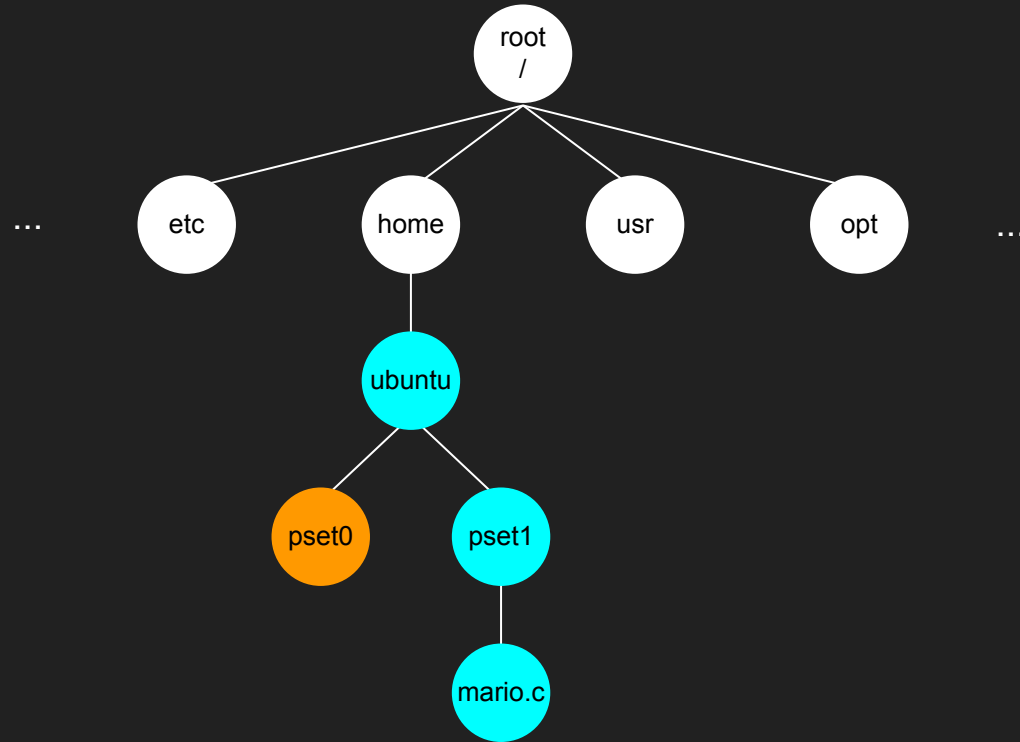 root
/
... etc home usr opt ...
ubuntu
pset0 pset1
mario.c